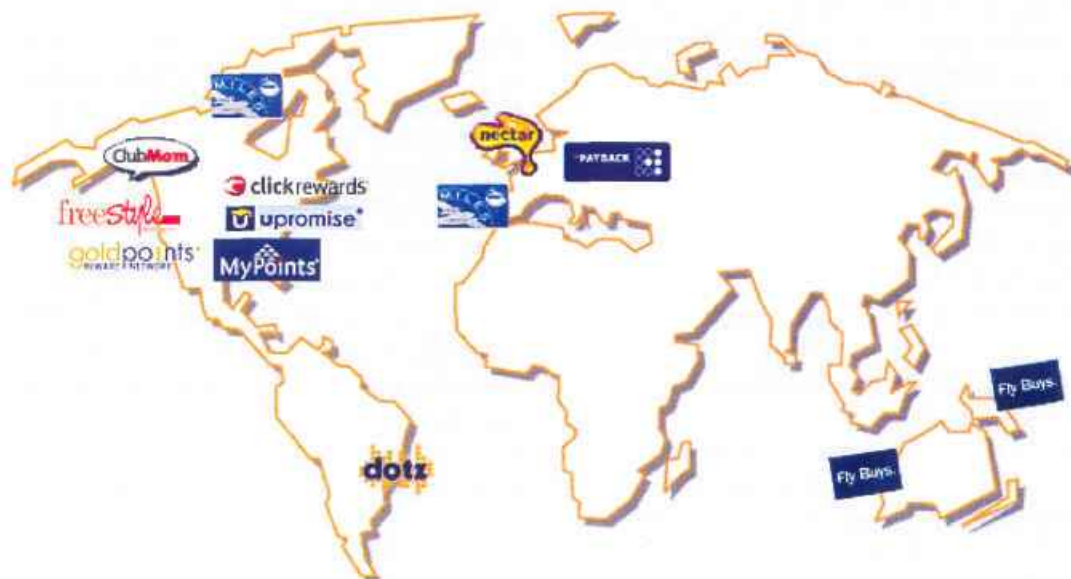 nectar
PAYBACK
ClubMom
clickrewards
freestyle
upromise
goldpoints
REWARD NETWORK
MyPoints
Fly Buys.
dotz
Fly Buys.